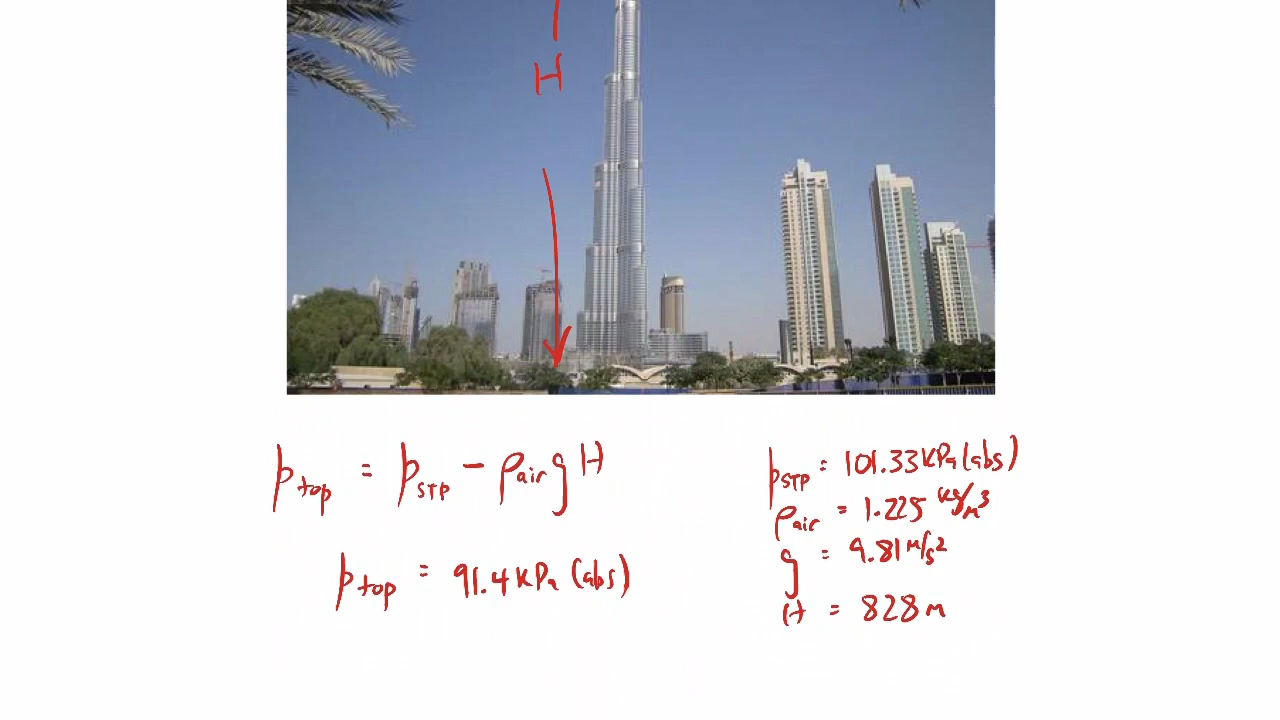 H
p_top = p_STP - ρ_air g H
p_top = 91.4 kPa (abs)
p_STP = 101.33 kPa (abs)
ρ_air = 1.225 kg/m³
g = 9.81 m/s²
H = 828 m